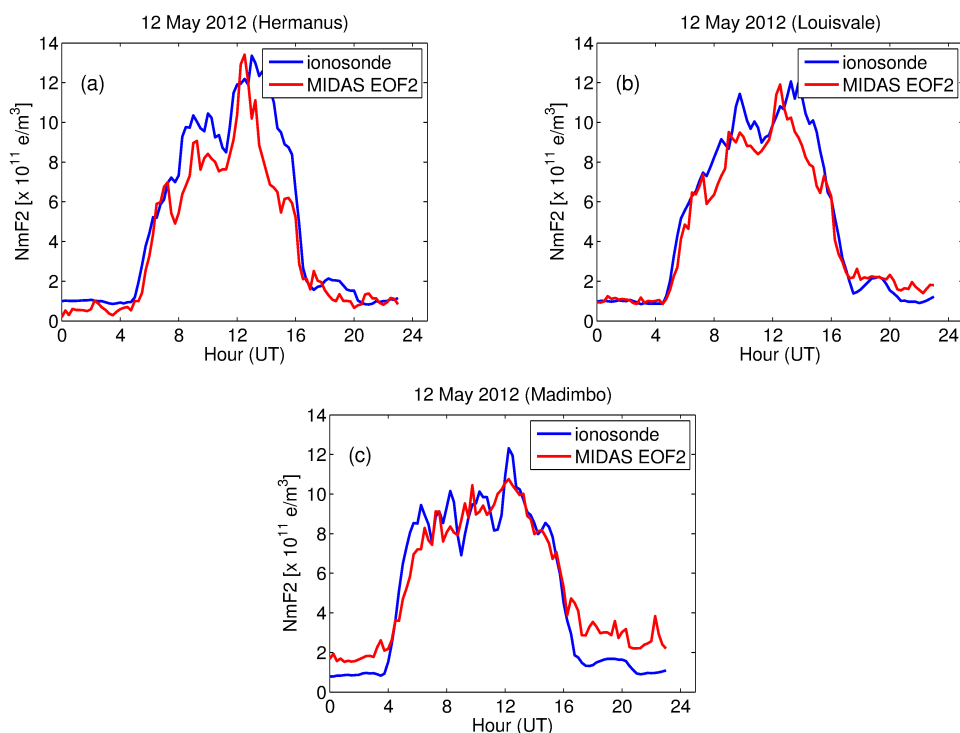 12 May 2012 (Hermanus)
14
12
10
8
6
4
2
0
NmF2 [x 10^11 e/m^3]
(a)
ionosonde
MIDAS EOF2
0 4 8 12 16 20 24
Hour (UT)
12 May 2012 (Louisvale)
14
12
10
8
6
4
2
0
NmF2 [x 10^11 e/m^3]
(b)
ionosonde
MIDAS EOF2
0 4 8 12 16 20 24
Hour (UT)
12 May 2012 (Madimbo)
14
12
10
8
6
4
2
0
NmF2 [x 10^11 e/m^3]
(c)
ionosonde
MIDAS EOF2
0 4 8 12 16 20 24
Hour (UT)